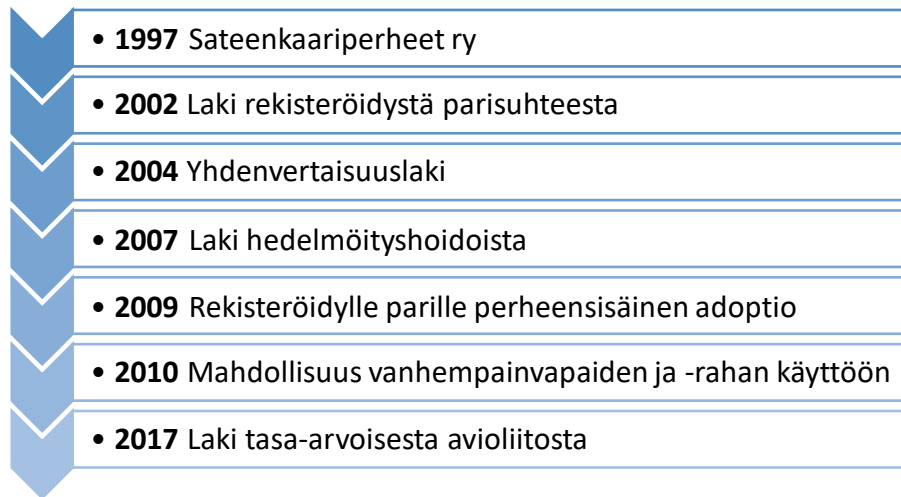 • 1997 Sateenkaariperheet ry
• 2002 Laki rekisteröidystä parisuhteesta
• 2004 Yhdenvertaisuuslaki
• 2007 Laki hedelmöityshoidoista
• 2009 Rekisteröidylle parille perheensisäinen adoptio
• 2010 Mahdollisuus vanhempainvapaiden ja -rahan käyttöön
• 2017 Laki tasa-arvoisesta avioliitosta